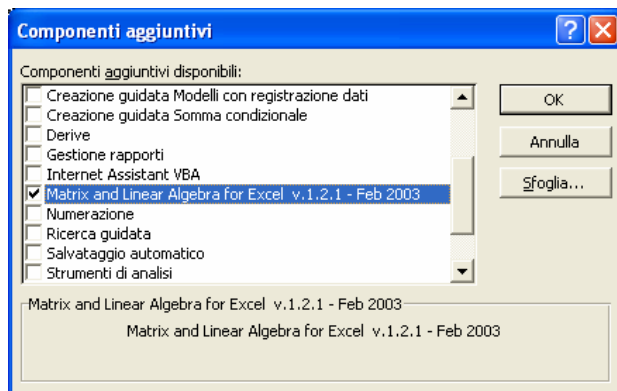 Componenti aggiuntivi
Componenti aggiuntivi disponibili:
Creazione guidata Modelli con registrazione dati
Creazione guidata Somma condizionale
Derive
Gestione rapporti
Internet Assistant VBA
Matrix and Linear Algebra for Excel v.1.2.1 - Feb 2003
Numerazione
Ricerca guidata
Salvataggio automatico
Strumenti di analisi
OK
Annulla
Sfoglia...
Matrix and Linear Algebra for Excel v.1.2.1 - Feb 2003
Matrix and Linear Algebra for Excel v.1.2.1 - Feb 2003